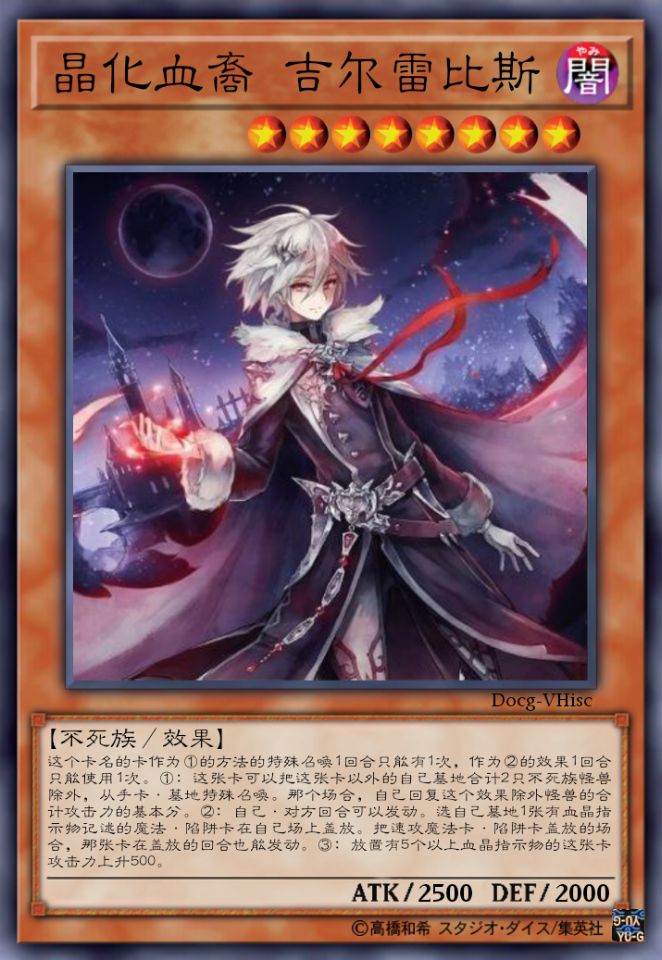 晶化血裔 吉尔雷比斯
やみ
闇
Docg-VHisc
【不死族/效果】
这个卡名的卡作为①的方法的特殊召唤1回合只能有1次，作为②的效果1回合
只能使用1次。①：这张卡可以把这张卡以外的自己墓地合计2只不死族怪兽
除外，从手卡·墓地特殊召唤。那个场合，自己回复这个效果除外怪兽的合
计攻击力的基本分。②：自己·对方回合可以发动。选自己墓地1张有血晶指
示物记述的魔法·陷阱卡在自己场上盖放。把速攻魔法卡·陷阱卡盖放的场
合，那张卡在盖放的回合也能发动。③：放置有5个以上血晶指示物的这张卡
攻击力上升500。
ATK/2500 DEF/2000
©高橋和希 スタジオ·ダイス/集英社
YU-G